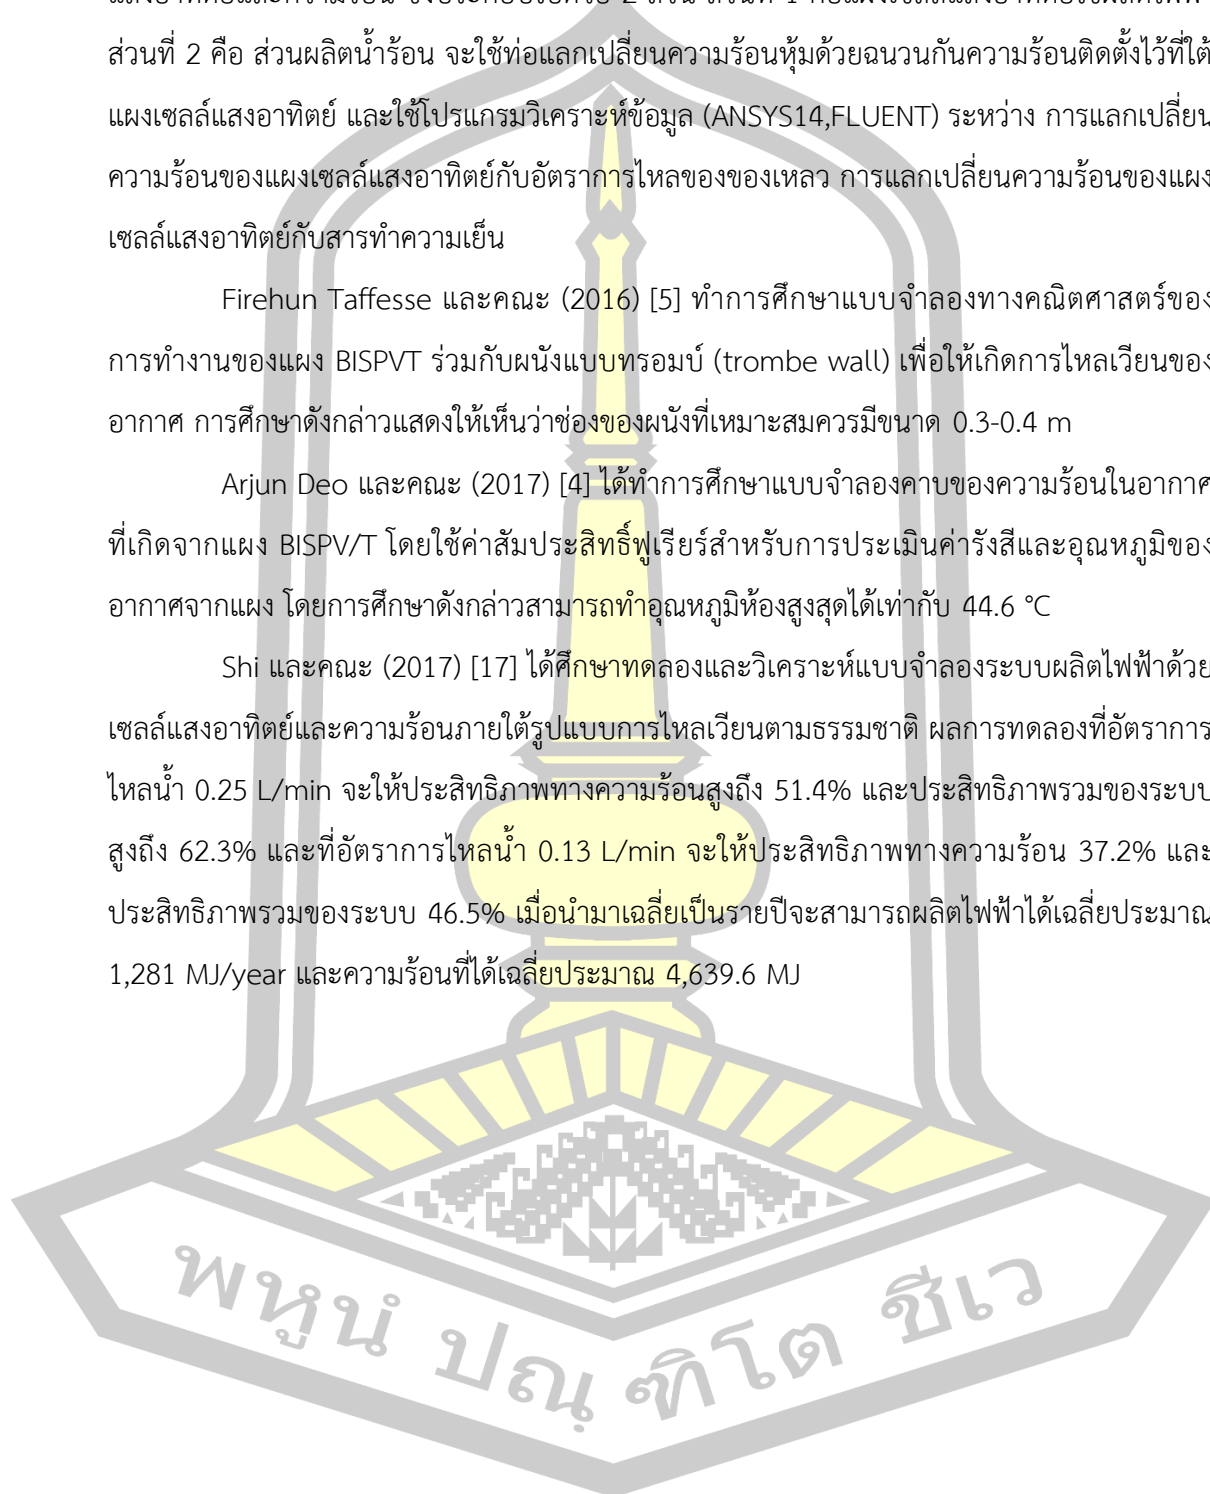 ส่วนที่ 2 คือ ส่วนผลิตน้ำร้อน จะใช้ท่อแลกเปลี่ยนความร้อนหุ้มด้วยฉนวนกันความร้อนติดตั้งไว้ที่ใต้
แผงเซลล์แสงอาทิตย์ และใช้โปรแกรมวิเคราะห์ข้อมูล (ANSYS14,FLUENT) ระหว่าง การแลกเปลี่ยน
ความร้อนของแผงเซลล์แสงอาทิตย์กับอัตราการไหลของของเหลว การแลกเปลี่ยนความร้อนของแผง
เซลล์แสงอาทิตย์กับสารทำความเย็น
Firehun Taffesse และคณะ (2016) [5] ทำการศึกษาแบบจำลองทางคณิตศาสตร์ของ
การทำงานของแผง BISPVT ร่วมกับผนังแบบทรอมบ์ (trombe wall) เพื่อให้เกิดการไหลเวียนของ
อากาศ การศึกษาดังกล่าวแสดงให้เห็นว่าช่องของผนังที่เหมาะสมควรมีขนาด 0.3-0.4 m
Arjun Deo และคณะ (2017) [4] ได้ทำการศึกษาแบบจำลองคาบของความร้อนในอากาศ
ที่เกิดจากแผง BISPV/T โดยใช้ค่าสัมประสิทธิ์ฟูเรียร์สำหรับการประเมินค่ารังสีและอุณหภูมิของ
อากาศจากแผง โดยการศึกษาดังกล่าวสามารถทำอุณหภูมิห้องสูงสุดได้เท่ากับ 44.6 °C
Shi และคณะ (2017) [17] ได้ศึกษาทดลองและวิเคราะห์แบบจำลองระบบผลิตไฟฟ้าด้วย
เซลล์แสงอาทิตย์และความร้อนภายใต้รูปแบบการไหลเวียนตามธรรมชาติ ผลการทดลองที่อัตราการ
ไหลน้ำ 0.25 L/min จะให้ประสิทธิภาพทางความร้อนสูงถึง 51.4% และประสิทธิภาพรวมของระบบ
สูงถึง 62.3% และที่อัตราการไหลน้ำ 0.13 L/min จะให้ประสิทธิภาพทางความร้อน 37.2% และ
ประสิทธิภาพรวมของระบบ 46.5% เมื่อนำมาเฉลี่ยเป็นรายปีจะสามารถผลิตไฟฟ้าได้เฉลี่ยประมาณ
1,281 MJ/year และความร้อนที่ได้เฉลี่ยประมาณ 4,639.6 MJ
พหูนํ ปณฺฑิโต ชีเว